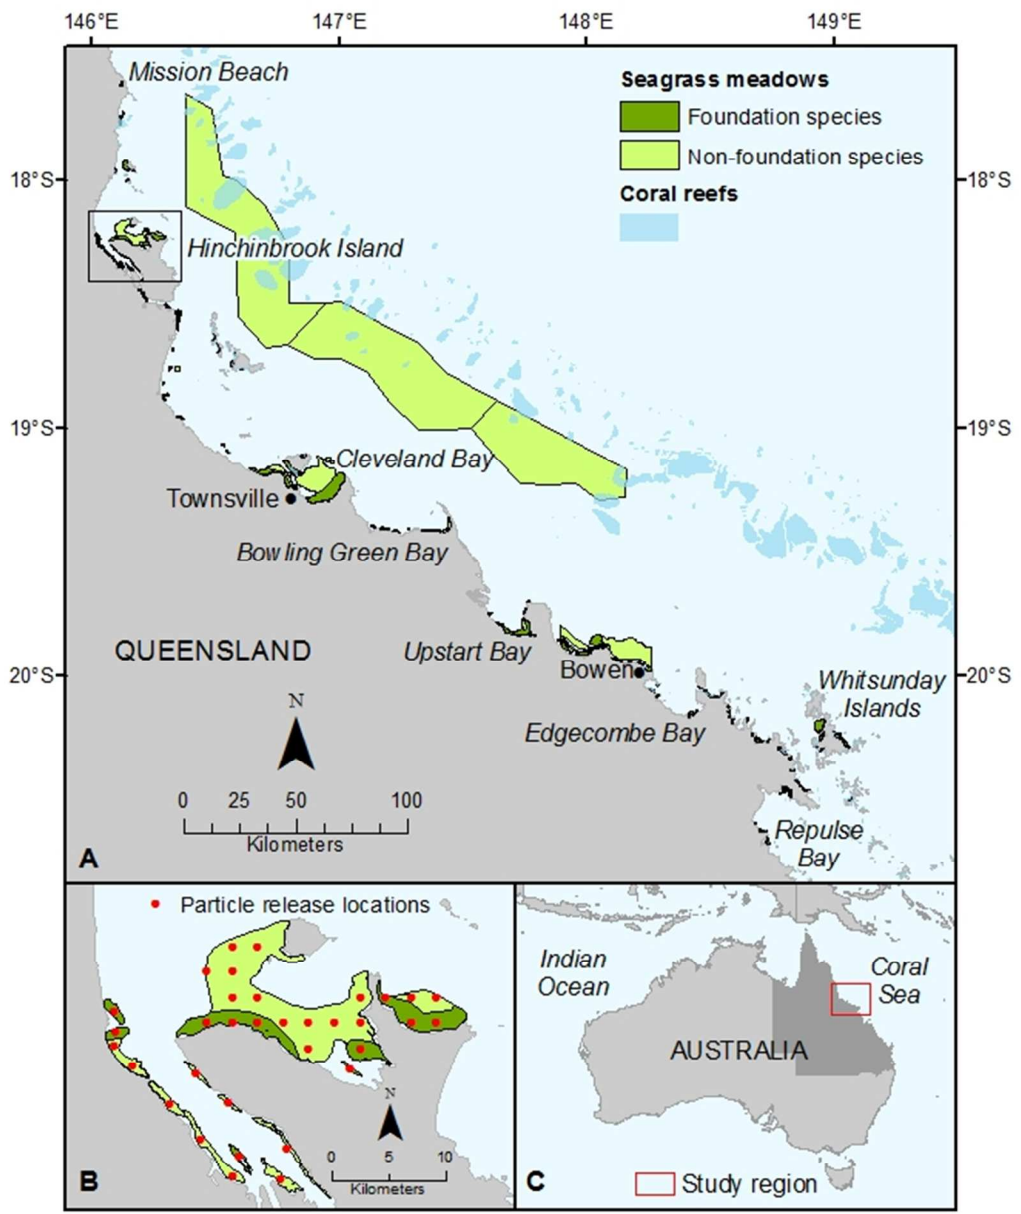 146°E 147°E 148°E 149°E
Mission Beach
Seagrass meadows
Foundation species
Non-foundation species
Coral reefs
18°S 18°S
Hinchinbrook Island
19°S 19°S
Cleveland Bay
Townsville
Bowling Green Bay
QUEENSLAND
Upstart Bay
Bowen
20°S 20°S
Whitsunday
Islands
Edgecombe Bay
N
0 25 50 100
Kilometers
Repulse
Bay
A
Particle release locations
N
0 5 10
Kilometers
B
Indian
Ocean
Coral
Sea
AUSTRALIA
Study region
C